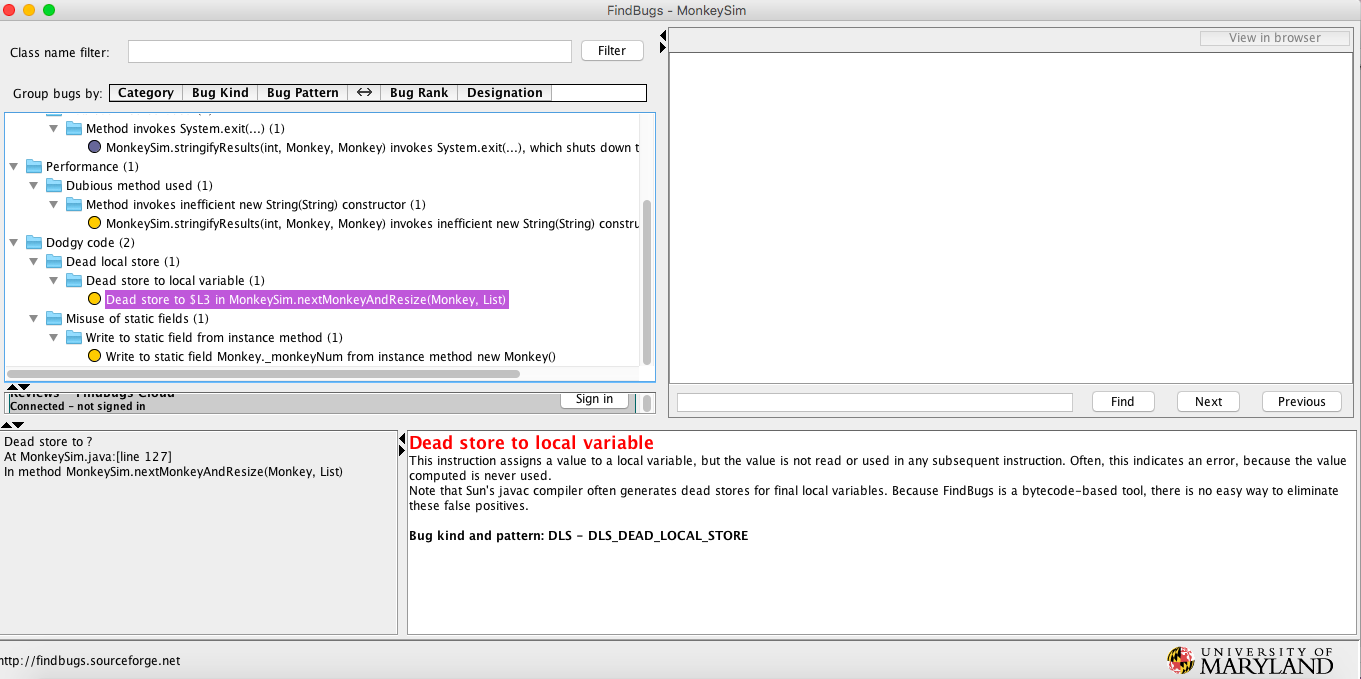 FindBugs - MonkeySim
Class name filter:
Filter
Group bugs by:
Category
Bug Kind
Bug Pattern
↔
Bug Rank
Designation
Method invokes System.exit(...) (1)
MonkeySim.stringifyResults(int, Monkey, Monkey) invokes System.exit(...), which shuts down t
Performance (1)
Dubious method used (1)
Method invokes inefficient new String(String) constructor (1)
MonkeySim.stringifyResults(int, Monkey, Monkey) invokes inefficient new String(String) constru
Dodgy code (2)
Dead local store (1)
Dead store to local variable (1)
Dead store to $L3 in MonkeySim.nextMonkeyAndResize(Monkey, List)
Misuse of static fields (1)
Write to static field from instance method (1)
Write to static field Monkey._monkeyNum from instance method new Monkey()
Reviews - FindBugs Cloud
Connected - not signed in
Sign in
View in browser
Find
Next
Previous
Dead store to ?
At MonkeySim.java:[line 127]
In method MonkeySim.nextMonkeyAndResize(Monkey, List)
Dead store to local variable
This instruction assigns a value to a local variable, but the value is not read or used in any subsequent instruction. Often, this indicates an error, because the value
computed is never used.
Note that Sun's javac compiler often generates dead stores for final local variables. Because FindBugs is a bytecode-based tool, there is no easy way to eliminate
these false positives.
Bug kind and pattern: DLS - DLS_DEAD_LOCAL_STORE
http://findbugs.sourceforge.net
UNIVERSITY OF
MARYLAND